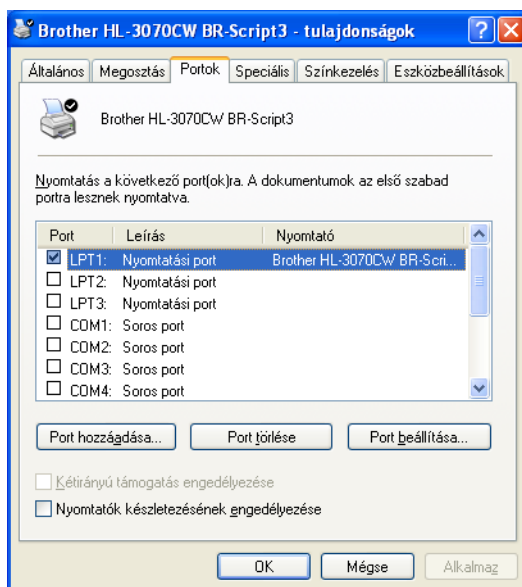 Brother HL-3070CW BR-Script3 - tulajdonságok
Általános Megosztás Portok Speciális Színkezelés Eszközbeállítások
Brother HL-3070CW BR-Script3
Nyomtatás a következő port(ok)ra. A dokumentumok az első szabad
portra lesznek nyomtatva.
Port Leírás Nyomtató
LPT1: Nyomtatási port Brother HL-3070CW BR-Scri...
LPT2: Nyomtatási port
LPT3: Nyomtatási port
COM1: Soros port
COM2: Soros port
COM3: Soros port
COM4: Soros port
Port hozzáadása... Port törlése Port beállítása...
Kétirányú támogatás engedélyezése
Nyomtatók készletezésének engedélyezése
OK Mégse Alkalmaz